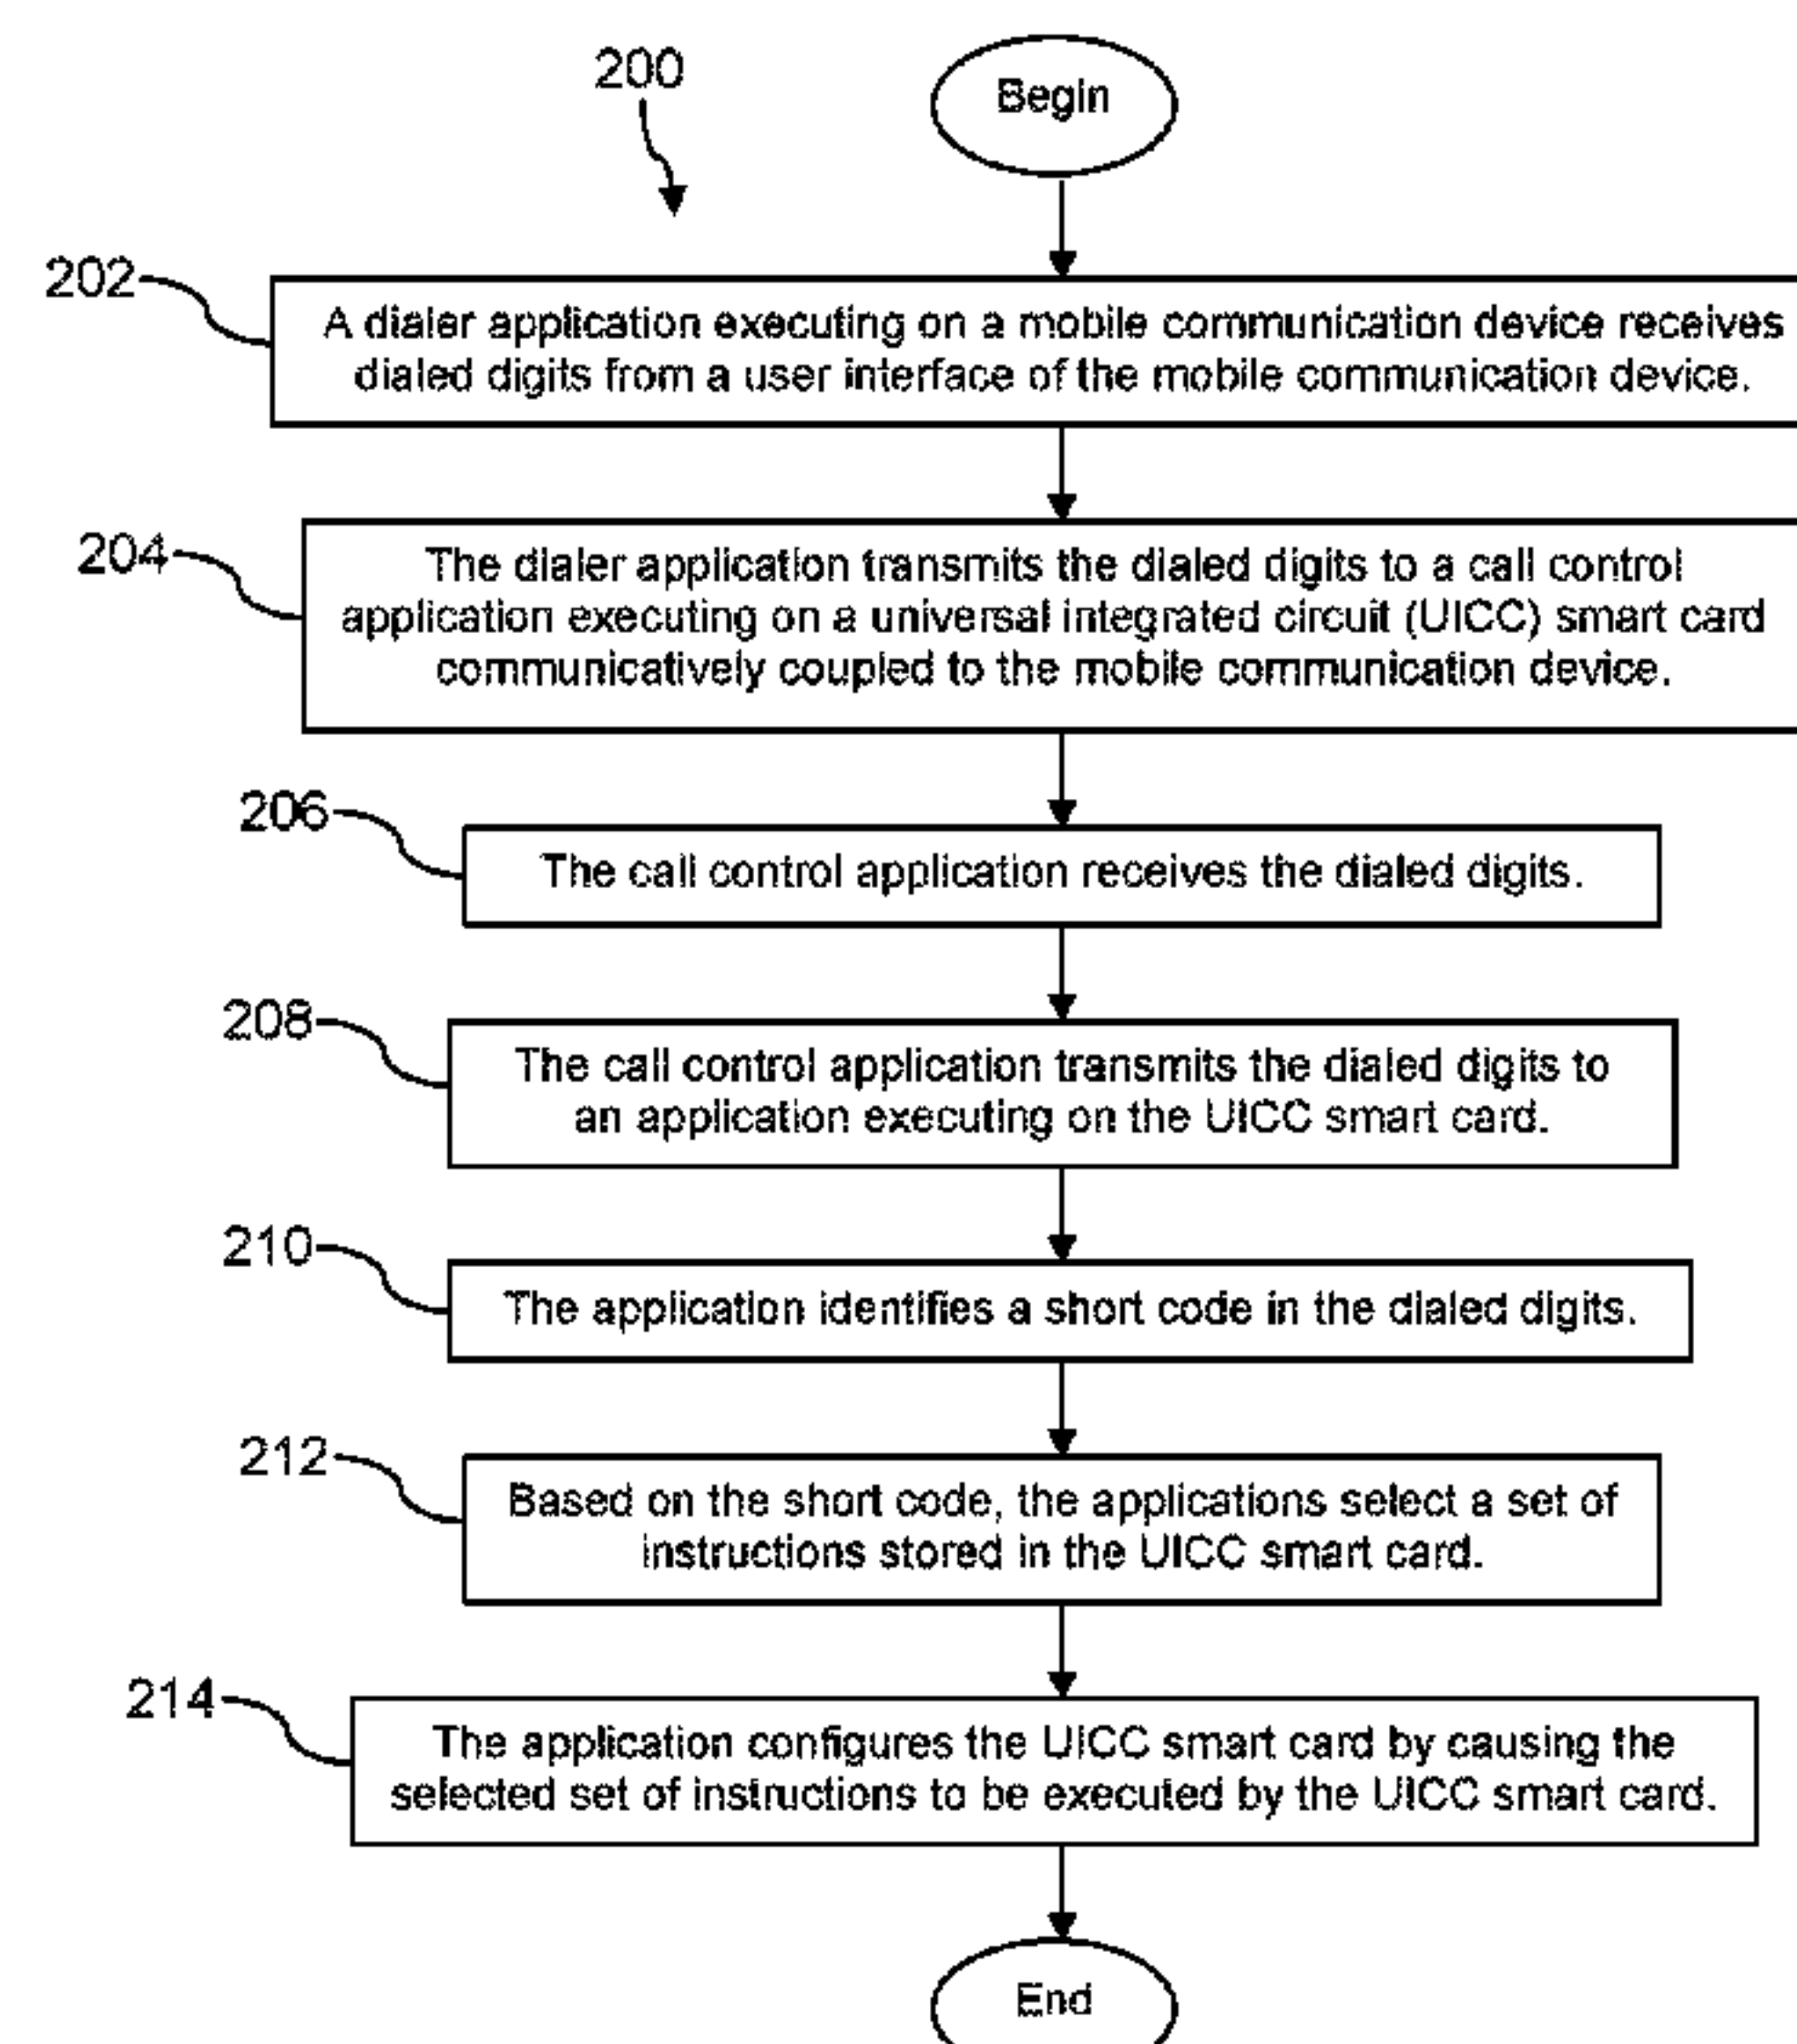 200
Begin
202
A dialer application executing on a mobile communication device receives
dialed digits from a user interface of the mobile communication device.
204
The dialer application transmits the dialed digits to a call control
application executing on a universal integrated circuit (UICC) smart card
communicatively coupled to the mobile communication device.
206
The call control application receives the dialed digits.
208
The call control application transmits the dialed digits to
an application executing on the UICC smart card.
210
The application identifies a short code in the dialed digits.
212
Based on the short code, the applications select a set of
instructions stored in the UICC smart card.
214
The application configures the UICC smart card by causing the
selected set of instructions to be executed by the UICC smart card.
End